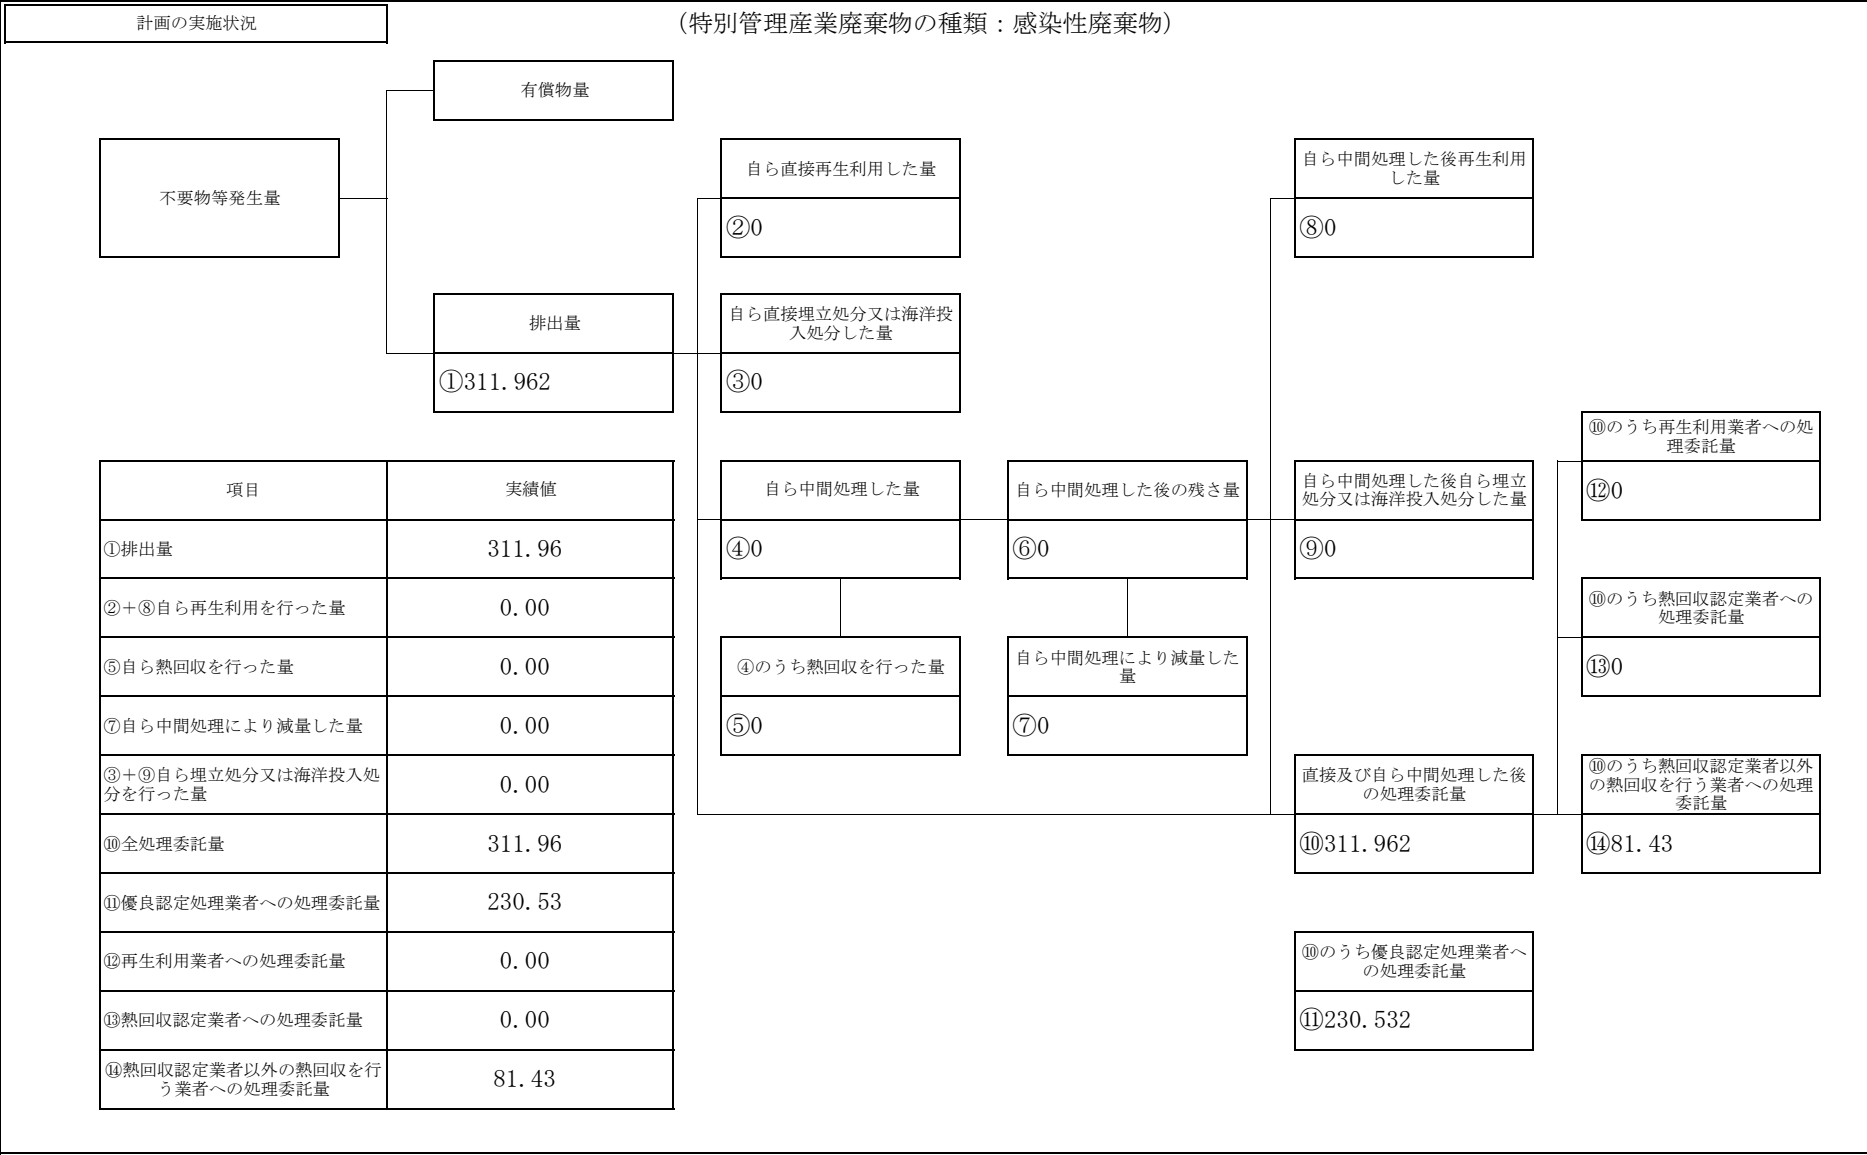 計画の実施状況
（特別管理産業廃棄物の種類：感染性廃棄物）
有償物量
不要物等発生量
自ら直接再生利用した量
②0
自ら中間処理した後再生利用
した量
⑧0
排出量
①311.962
自ら直接埋立処分又は海洋投
入処分した量
③0
⑩のうち再生利用業者への処
理委託量
⑫0
自ら中間処理した量
④0
自ら中間処理した後の残さ量
⑥0
自ら中間処理した後自ら埋立
処分又は海洋投入処分した量
⑨0
⑩のうち熱回収認定業者への
処理委託量
⑬0
④のうち熱回収を行った量
⑤0
自ら中間処理により減量した
量
⑦0
直接及び自ら中間処理した後
の処理委託量
⑩311.962
⑩のうち熱回収認定業者以外
の熱回収を行う業者への処理
委託量
⑭81.43
⑩のうち優良認定処理業者へ
の処理委託量
⑪230.532
項目 実績値
①排出量 311.96
②＋⑧自ら再生利用を行った量 0.00
⑤自ら熱回収を行った量 0.00
⑦自ら中間処理により減量した量 0.00
③＋⑨自ら埋立処分又は海洋投入処
分を行った量 0.00
⑩全処理委託量 311.96
⑪優良認定処理業者への処理委託量 230.53
⑫再生利用業者への処理委託量 0.00
⑬熱回収認定業者への処理委託量 0.00
⑭熱回収認定業者以外の熱回収を行
う業者への処理委託量 81.43